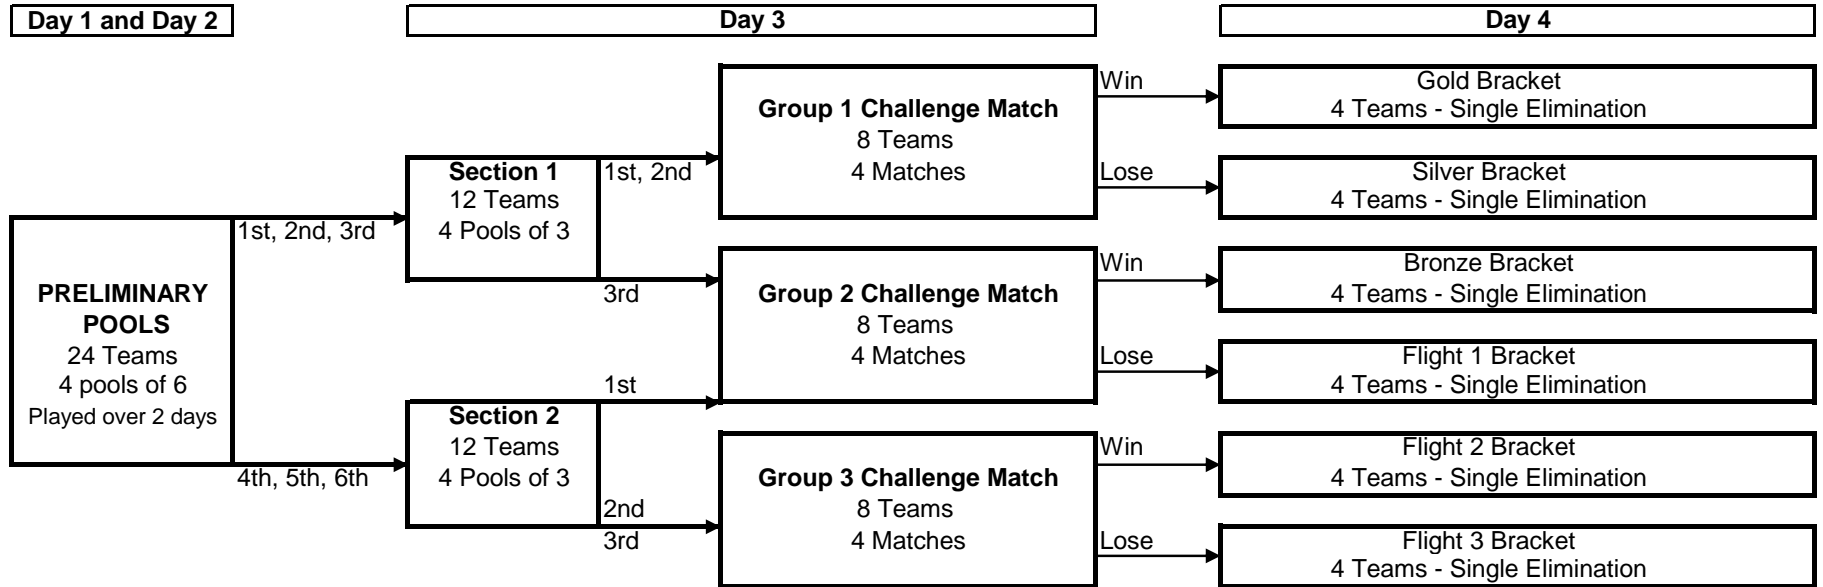 Day 1 and Day 2
Day 3
Day 4
PRELIMINARY
POOLS
24 Teams
4 pools of 6
Played over 2 days
1st, 2nd, 3rd
4th, 5th, 6th
Section 1
12 Teams
4 Pools of 3
1st, 2nd
3rd
Section 2
12 Teams
4 Pools of 3
1st
2nd
3rd
Group 1 Challenge Match
8 Teams
4 Matches
Win
Lose
Group 2 Challenge Match
8 Teams
4 Matches
Win
Lose
Group 3 Challenge Match
8 Teams
4 Matches
Win
Lose
Gold Bracket
4 Teams - Single Elimination
Silver Bracket
4 Teams - Single Elimination
Bronze Bracket
4 Teams - Single Elimination
Flight 1 Bracket
4 Teams - Single Elimination
Flight 2 Bracket
4 Teams - Single Elimination
Flight 3 Bracket
4 Teams - Single Elimination